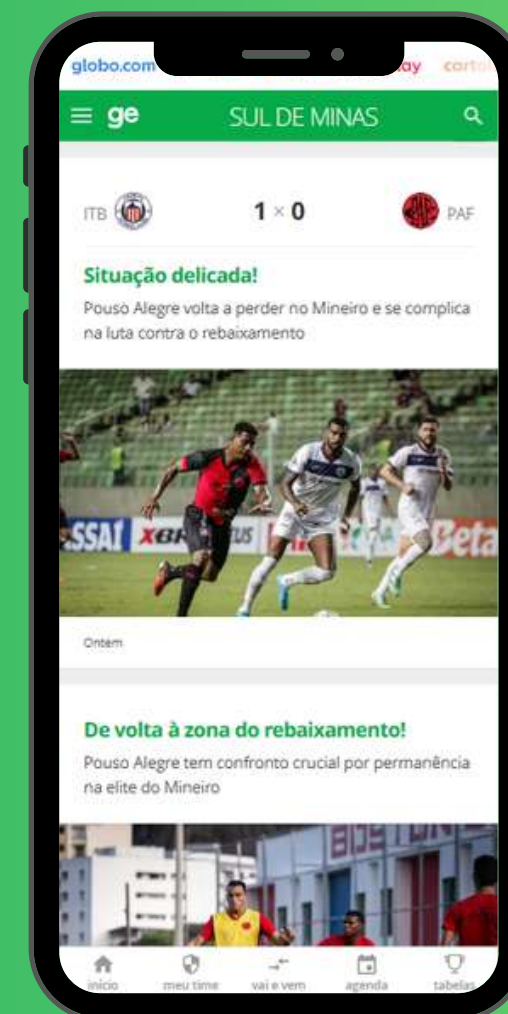 globo.com
ge SUL DE MINAS
ITB 1 × 0 PAF
Situação delicada!
Pouso Alegre volta a perder no Mineiro e se complica
na luta contra o rebaixamento
Ontem
De volta à zona do rebaixamento!
Pouso Alegre tem confronto crucial por permanência
na elite do Mineiro
início meu time vai e vem agenda tabelas